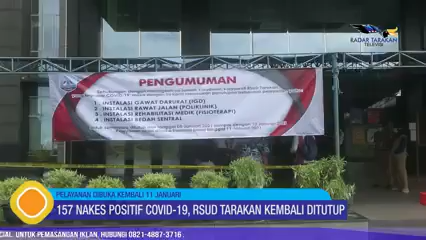 RADAR TARAKAN
TELEVISI
PENGUMUMAN
1. INSTALASI GAWAT DARURAT (IGD)
2. INSTALASI RAWAT JALAN (POLIKLINIK)
3. INSTALASI REHABILITASI MEDIK (FISIOTERAPI)
4. INSTALASI BEDAH SENTRAL
PELAYANAN DIBUKA KEMBALI 11 JANUARI
157 NAKES POSITIF COVID-19, RSUD TARAKAN KEMBALI DITUTUP
CIAL. UNTUK PEMASANGAN IKLAN, HUBUNGI 0821-4887-3716 .